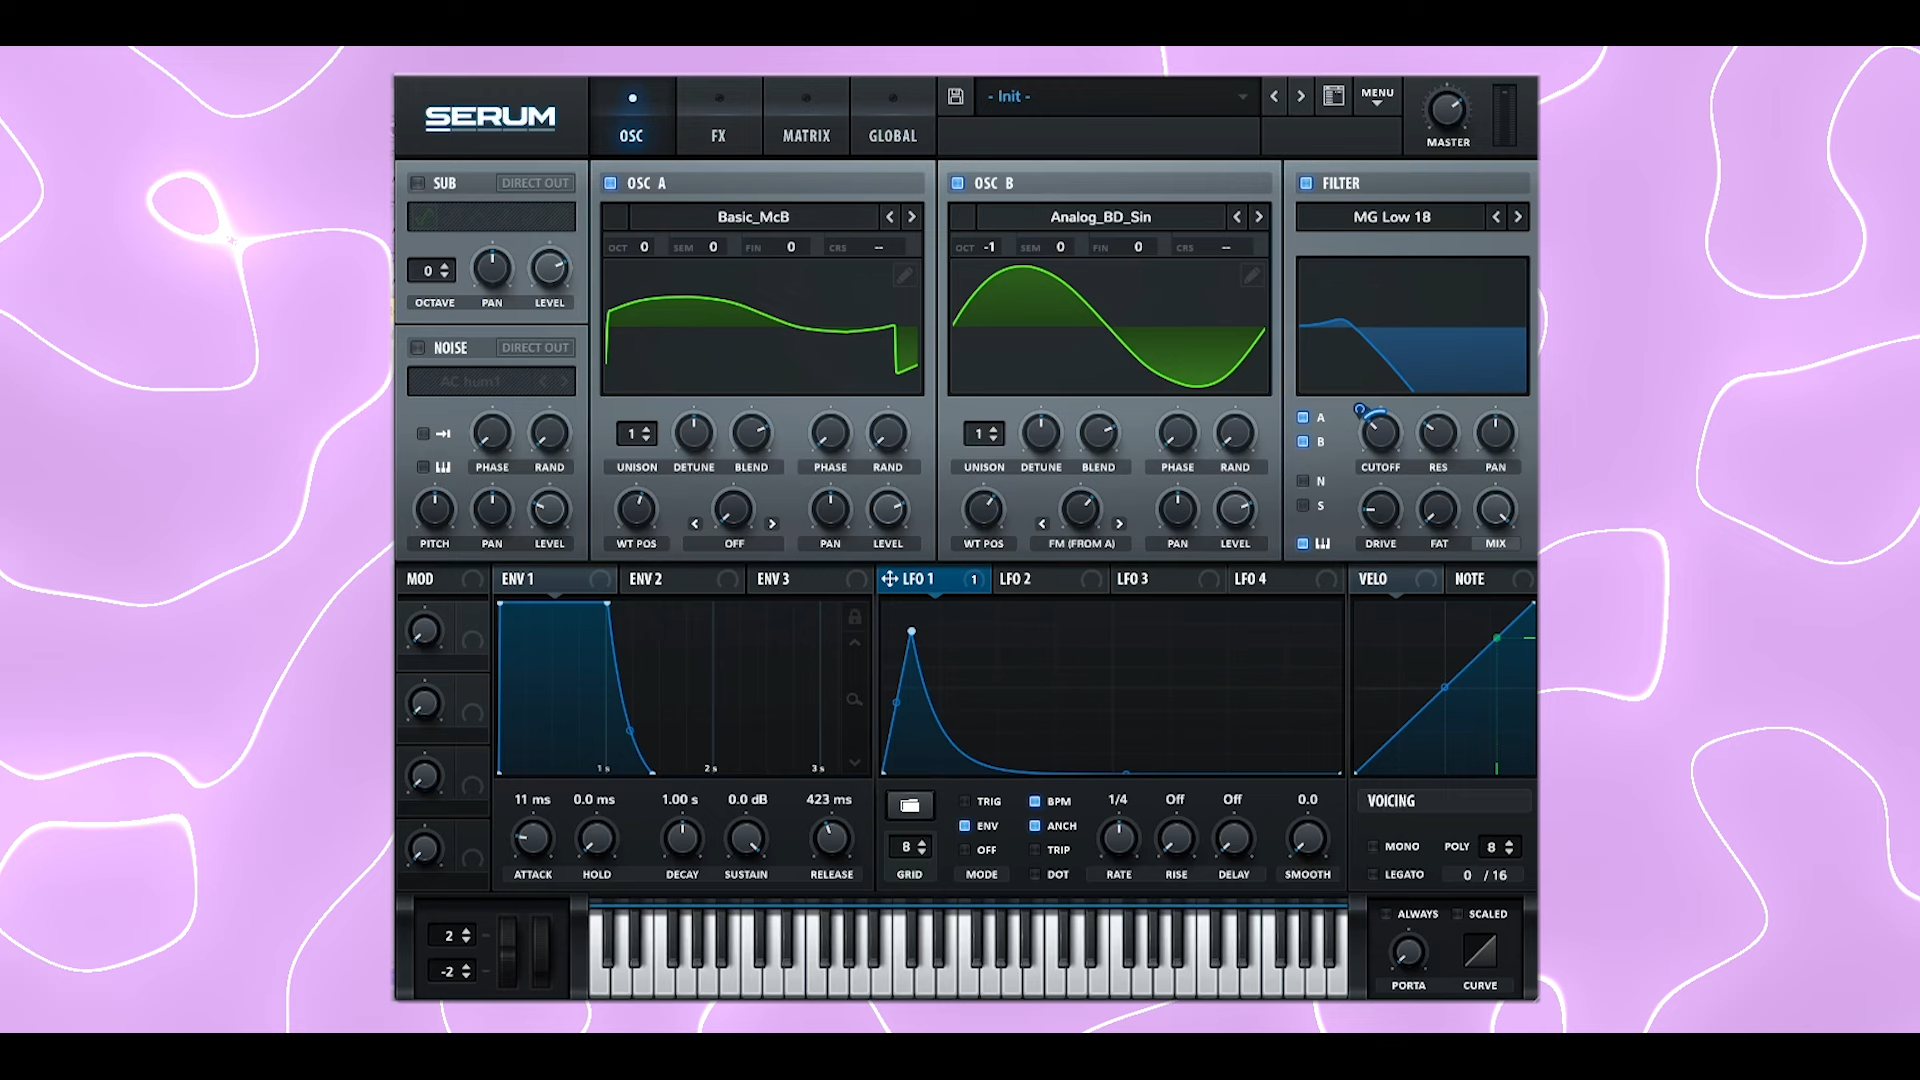 SERUM
OSC FX MATRIX GLOBAL
- Init -
MENU
MASTER
SUB DIRECT OUT
0
OCTAVE PAN LEVEL
NOISE DIRECT OUT
AC hum1
PHASE RAND
PITCH PAN LEVEL
OSC A
Basic_McB
OCT 0 SEM 0 FIN 0 CRS --
1
UNISON DETUNE BLEND PHASE RAND
WT POS OFF PAN LEVEL
OSC B
Analog_BD_Sin
OCT -1 SEM 0 FIN 0 CRS --
1
UNISON DETUNE BLEND PHASE RAND
WT POS FM (FROM A) PAN LEVEL
FILTER
MG Low 18
A
B
CUTOFF RES PAN
N
S
DRIVE FAT MIX
MOD ENV 1 ENV 2 ENV 3 LFO 1 1 LFO 2 LFO 3 LFO 4 VELO NOTE
1 s 2 s 3 s
11 ms 0.0 ms 1.00 s 0.0 dB 423 ms
ATTACK HOLD DECAY SUSTAIN RELEASE
TRIG BPM 1/4 Off Off 0.0
ENV ANCH
8 OFF TRIP
GRID MODE DOT RATE RISE DELAY SMOOTH
VOICING
MONO POLY 8
LEGATO 0 / 16
2
-2
ALWAYS SCALED
PORTA CURVE